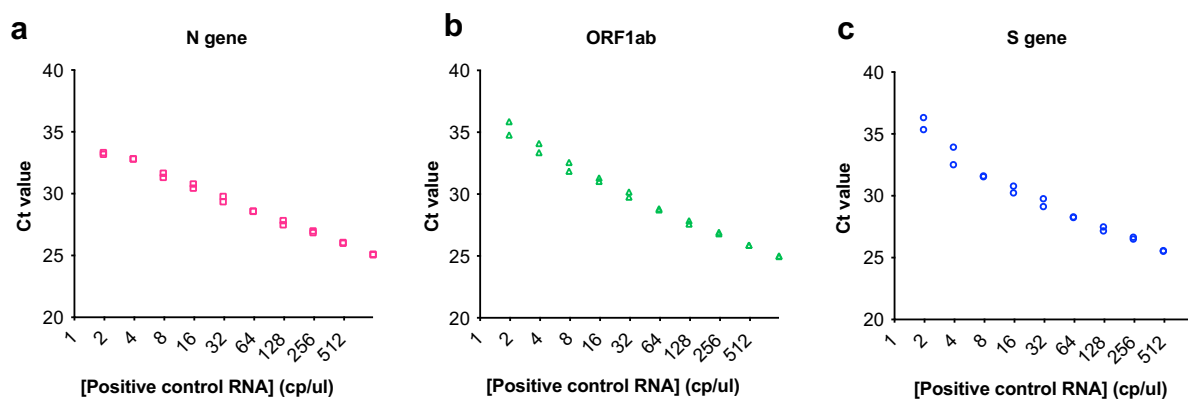 a
N gene
40
35
30
25
20
Ct value
1 2 4 8 16 32 64 128 256 512
[Positive control RNA] (cp/ul)
b
ORF1ab
40
35
30
25
20
Ct value
1 2 4 8 16 32 64 128 256 512
[Positive control RNA] (cp/ul)
c
S gene
40
35
30
25
20
Ct value
1 2 4 8 16 32 64 128 256 512
[Positive control RNA] (cp/ul)